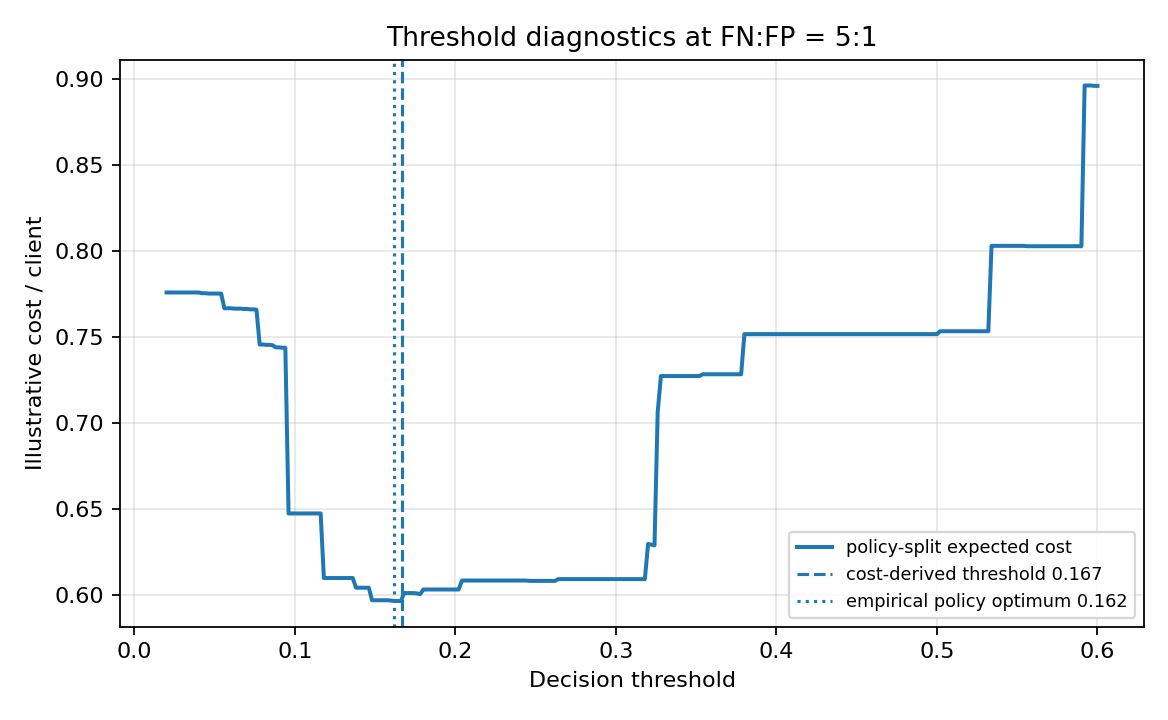 Threshold diagnostics at FN:FP = 5:1
Illustrative cost / client
0.90
0.85
0.80
0.75
0.70
0.65
0.60
0.0 0.1 0.2 0.3 0.4 0.5 0.6
Decision threshold
policy-split expected cost
cost-derived threshold 0.167
empirical policy optimum 0.162